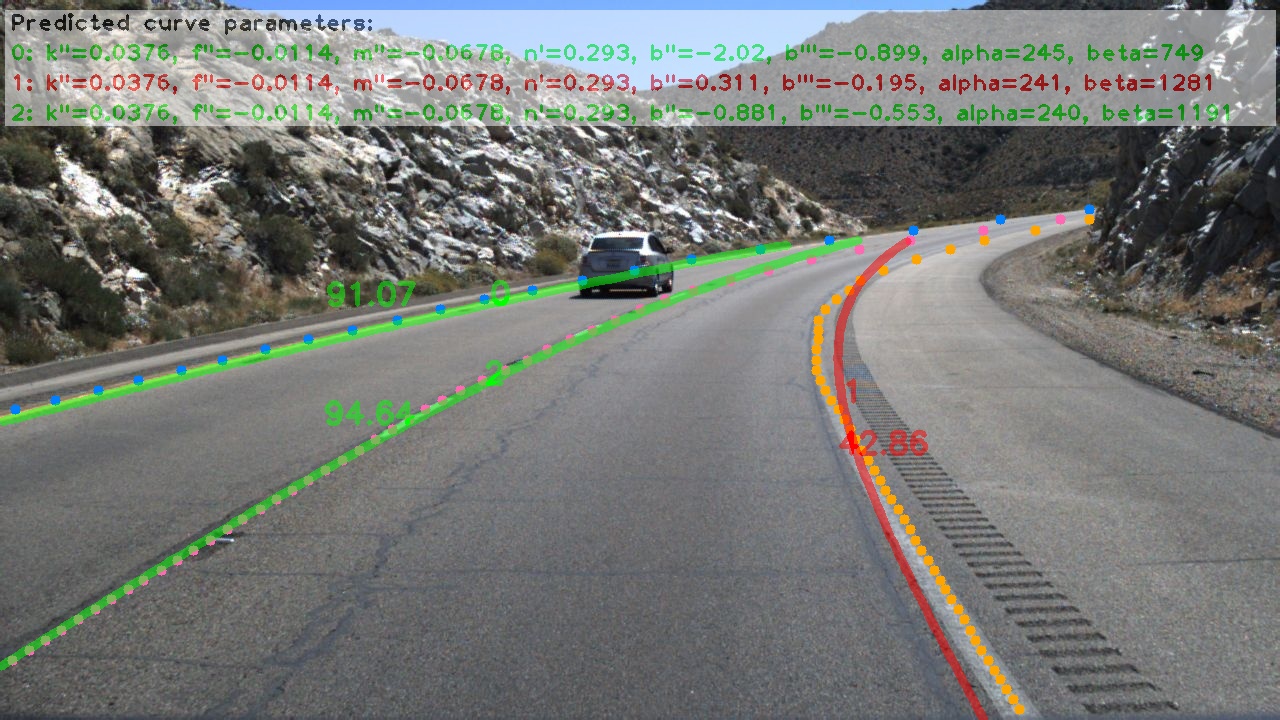 Predicted curve parameters:
0: k''=0.0376, f''=-0.0114, m''=-0.0678, n'=0.293, b''=-2.02, b'''=-0.899, alpha=245, beta=749
1: k''=0.0376, f''=-0.0114, m''=-0.0678, n'=0.293, b''=0.311, b'''=-0.195, alpha=241, beta=1281
2: k''=0.0376, f''=-0.0114, m''=-0.0678, n'=0.293, b''=-0.881, b'''=-0.553, alpha=240, beta=1191
91.07
0
2
94.64
1
42.86